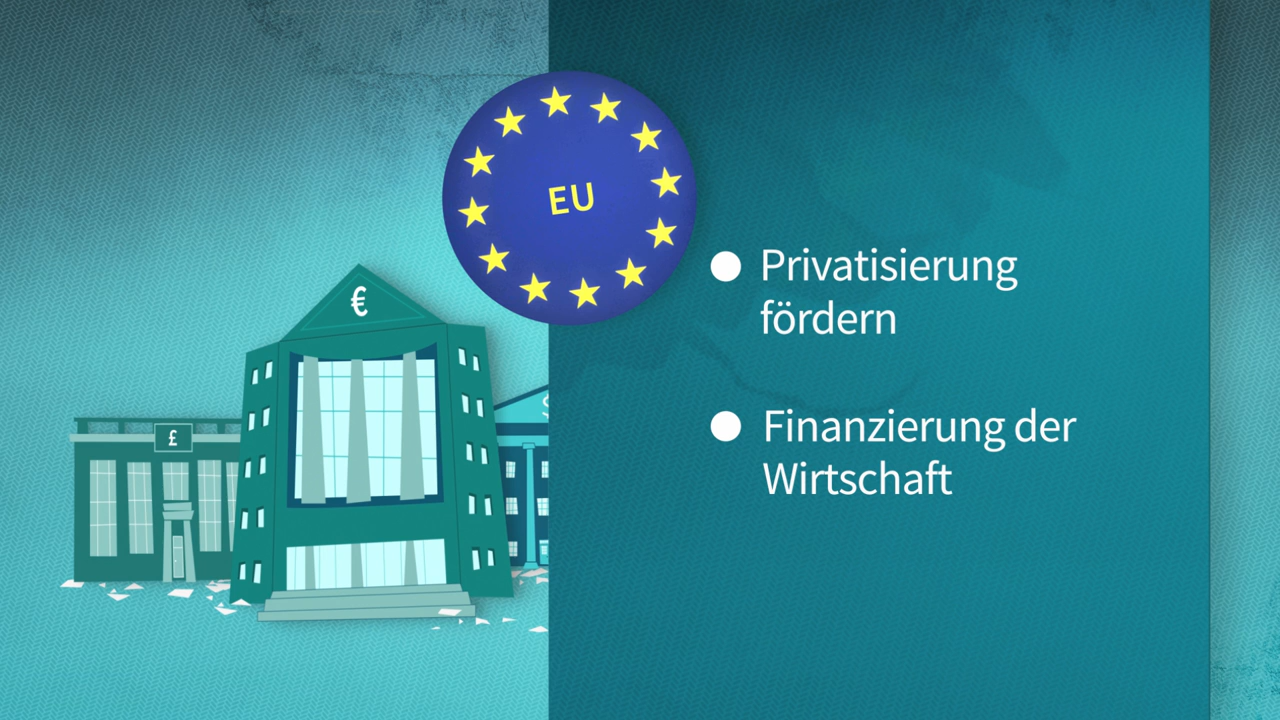 EU
Privatisierung
fördern
Finanzierung der
Wirtschaft
€
£
$